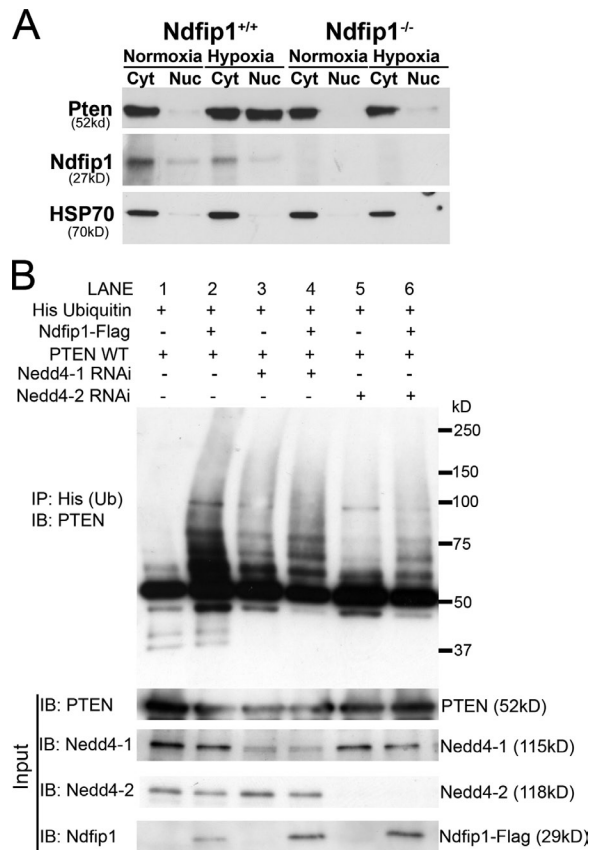 A
Ndfip1+/+ Ndfip1-/-
Normoxia Hypoxia Normoxia Hypoxia
Cyt Nuc Cyt Nuc Cyt Nuc Cyt Nuc
Pten
(52kd)
Ndfip1
(27kD)
HSP70
(70kD)
B
LANE 1 2 3 4 5 6
His Ubiquitin + + + + + +
Ndfip1-Flag - + - + - +
PTEN WT + + + + + +
Nedd4-1 RNAi - - + + - -
Nedd4-2 RNAi - - - - + +
kD
250
150
IP: His (Ub) 100
IB: PTEN
75
50
37
Input
IB: PTEN PTEN (52kD)
IB: Nedd4-1 Nedd4-1 (115kD)
IB: Nedd4-2 Nedd4-2 (118kD)
IB: Ndfip1 Ndfip1-Flag (29kD)